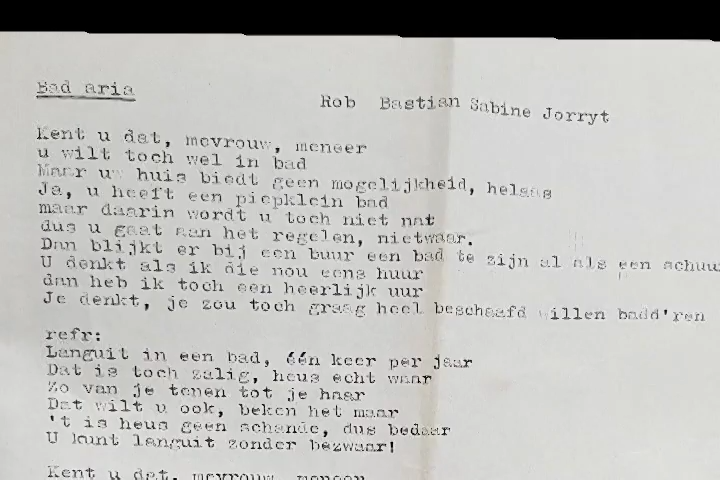 Bad aria
Rob Bastian Sabine Jorryt
Kent u dat, mevrouw, meneer
u wilt toch wel in bad
Maar uw huis biedt geen mogelijkheid, helaas
Ja, u heeft een piepklein bad
maar daarin wordt u toch niet nat
dus u gaat aan het regelen, nietwaar.
Dan blijkt er bij een buur een bad te zijn al als een schuur
U denkt als ik die nou eens huur
dan heb ik toch een heerlijk uur
Je denkt, je zou toch graag heel beschaafd willen badd'ren
refr:
Languit in een bad, één keer per jaar
Dat is toch zalig, heus echt waar
Zo van je tenen tot je haar
Dat wilt u ook, beken het maar
't is heus geen schande, dus bedaar
U kunt languit zonder bezwaar!
Kent u dat, mevrouw, meneer